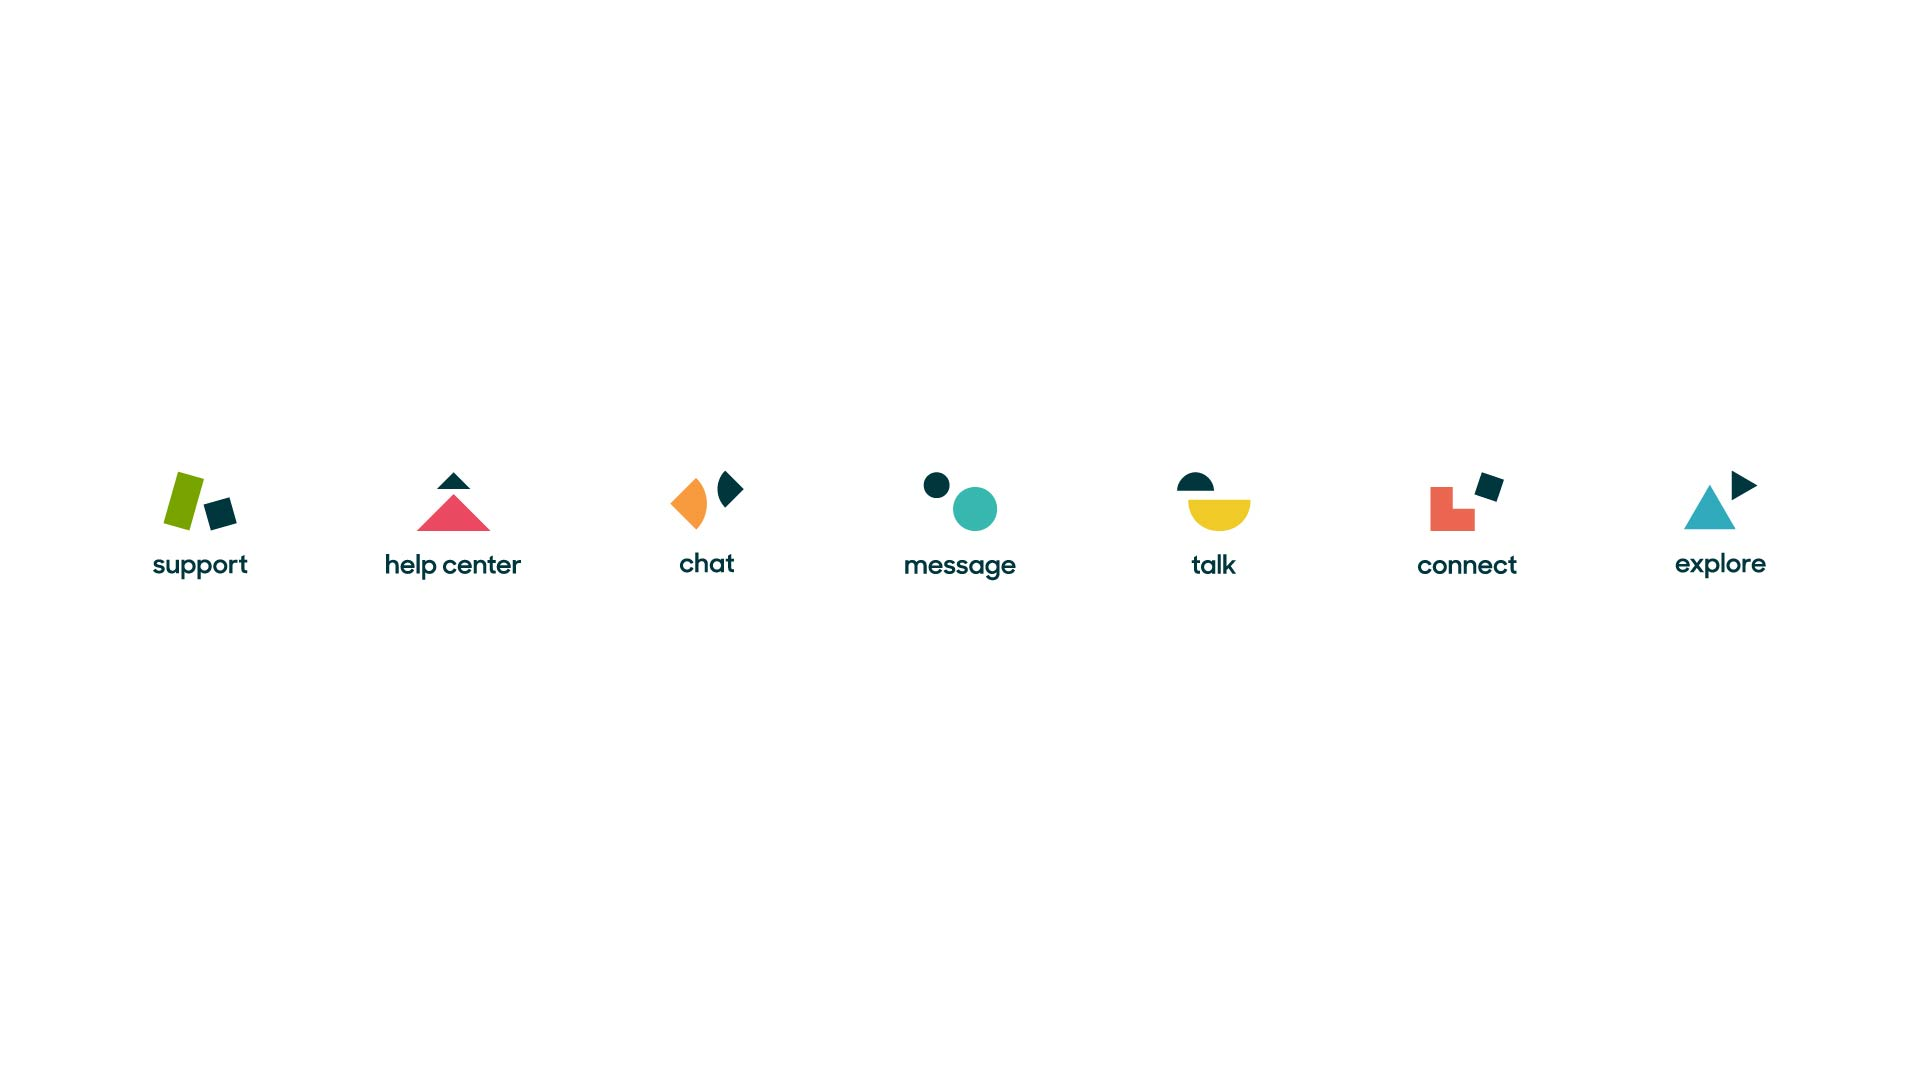 support
help center
chat
message
talk
connect
explore